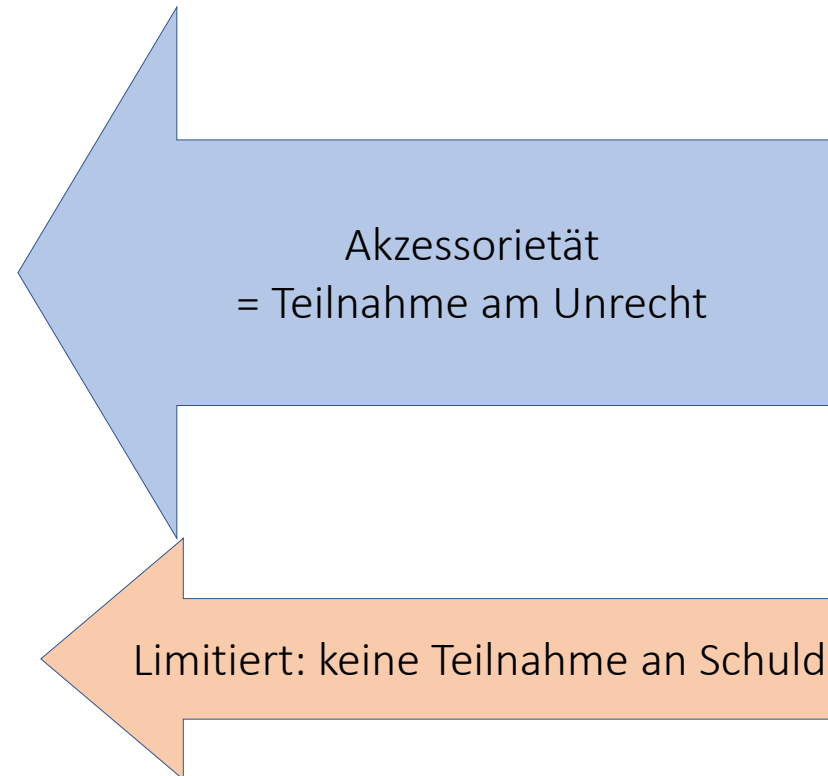 Akzessorietät
= Teilnahme am Unrecht
Limitiert: keine Teilnahme an Schuld